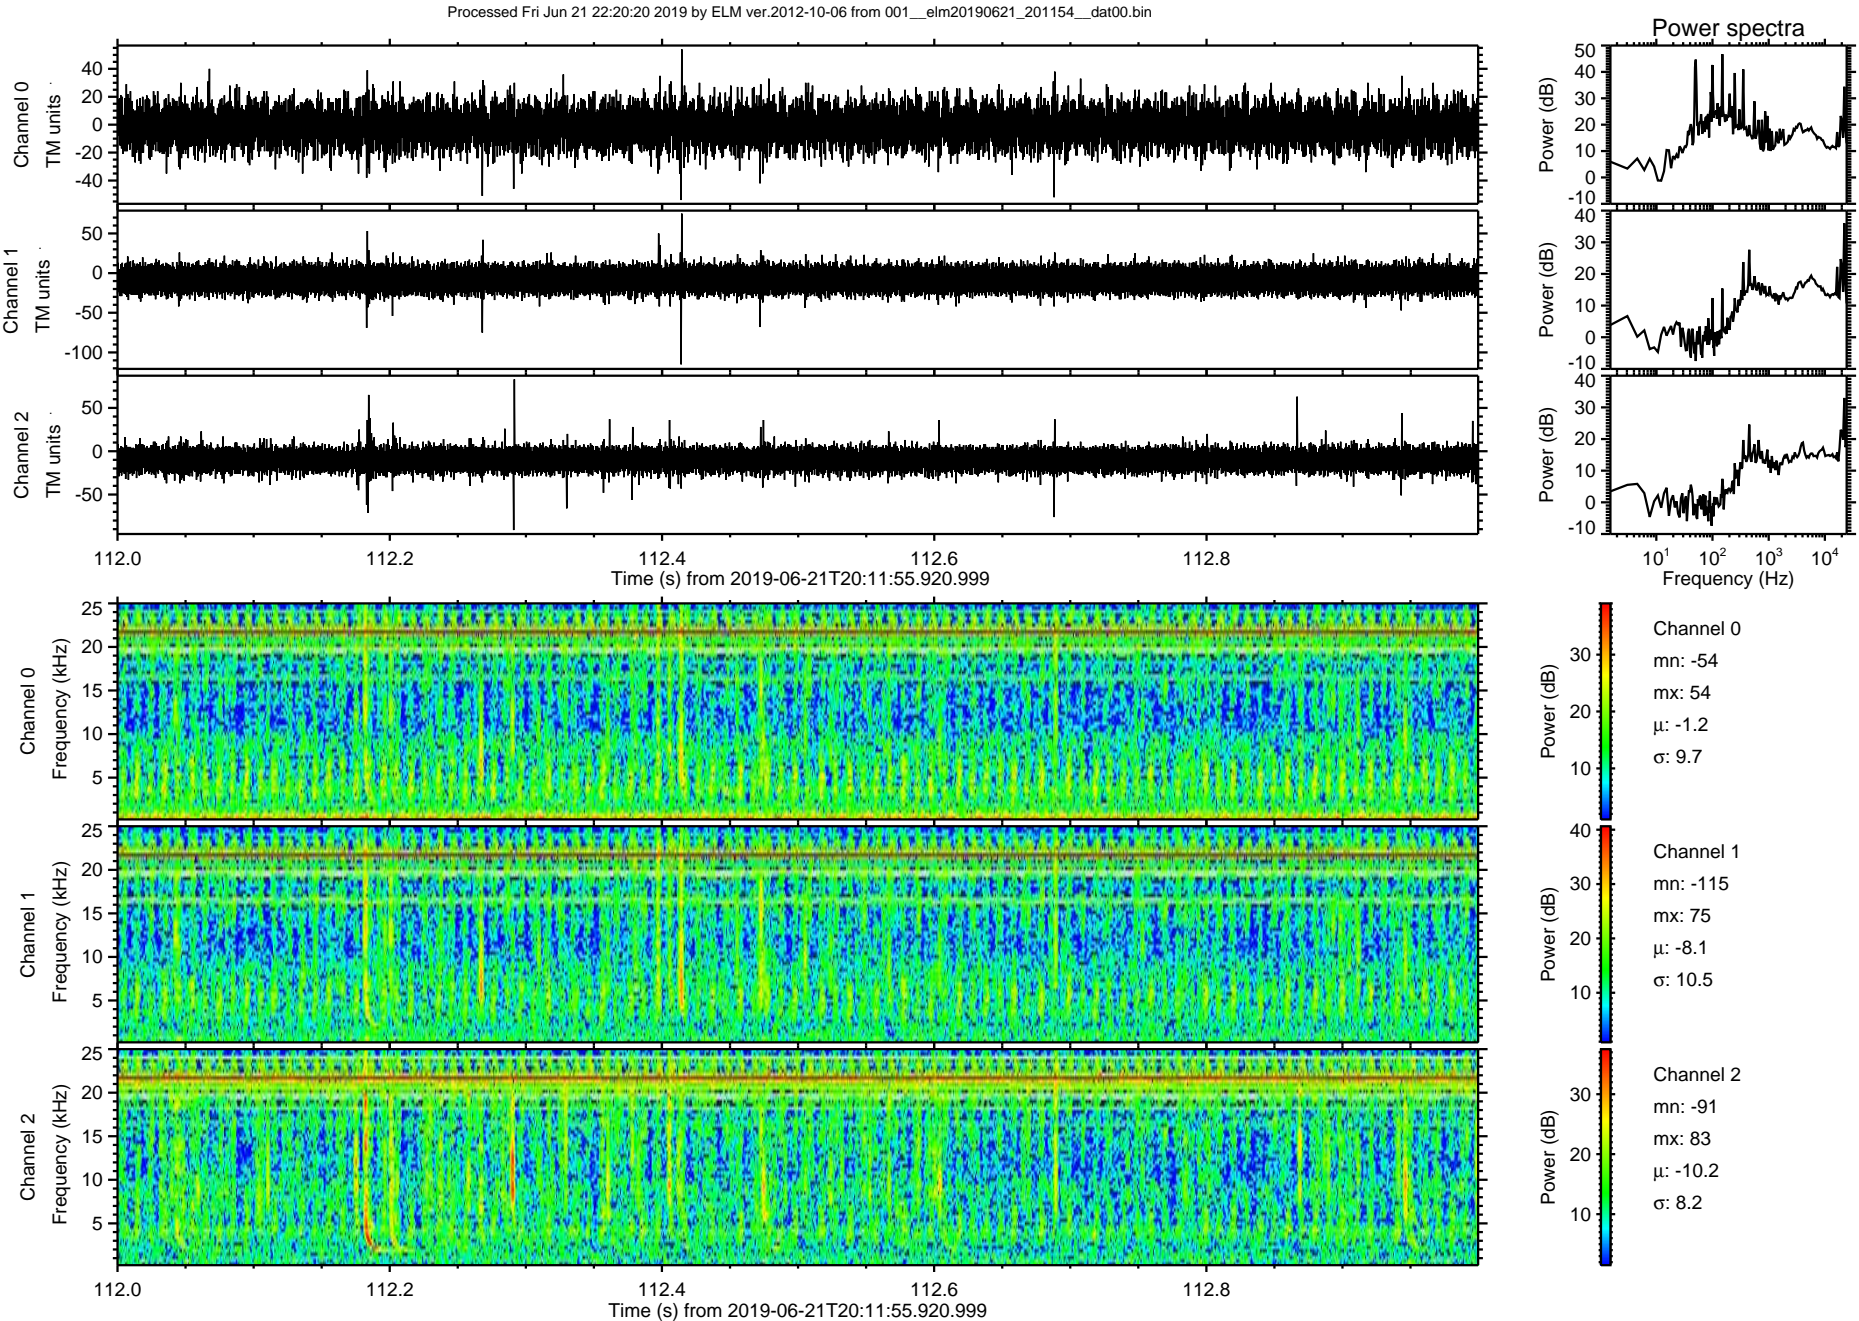 Processed Fri Jun 21 22:20:20 2019 by ELM ver.2012-10-06 from 001__elm20190621_201154__dat00.bin
Power spectra
Channel 0
TM units
40
20
0
-20
-40
Power (dB)
50
40
30
20
10
0
-10
Channel 1
TM units
50
0
-50
-100
Power (dB)
40
30
20
10
0
-10
Channel 2
TM units
50
0
-50
Power (dB)
40
30
20
10
0
-10
112.0 112.2 112.4 112.6 112.8
Time (s) from 2019-06-21T20:11:55.920.999
10^1 10^2 10^3 10^4
Frequency (Hz)
Channel 0
Frequency (kHz)
25
20
15
10
5
Power (dB)
30
20
10
Channel 0
mn: -54
mx: 54
μ: -1.2
σ: 9.7
Channel 1
Frequency (kHz)
25
20
15
10
5
Power (dB)
40
30
20
10
Channel 1
mn: -115
mx: 75
μ: -8.1
σ: 10.5
Channel 2
Frequency (kHz)
25
20
15
10
5
Power (dB)
30
20
10
Channel 2
mn: -91
mx: 83
μ: -10.2
σ: 8.2
112.0 112.2 112.4 112.6 112.8
Time (s) from 2019-06-21T20:11:55.920.999